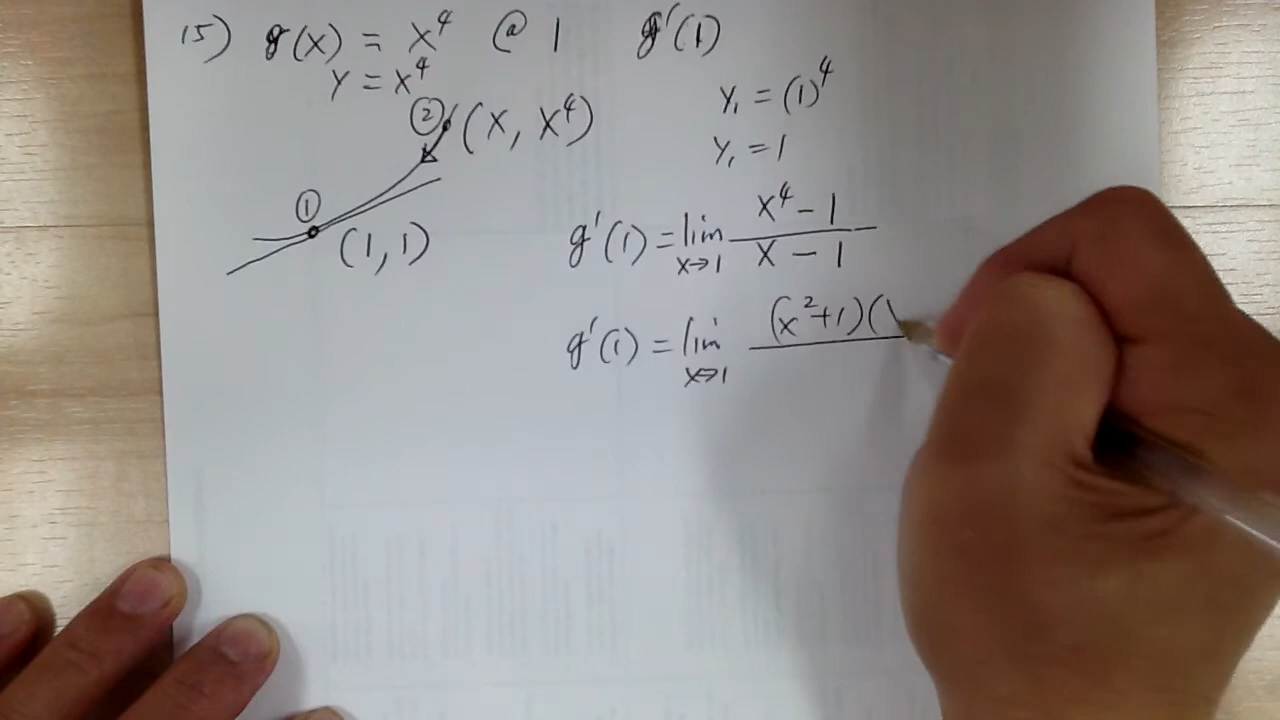 15) g(x) = x⁴ @ 1 g'(1)
y = x⁴
y₁ = (1)⁴
② (x, x⁴)
y₁ = 1
① (1, 1)
g'(1) = lim x→1 (x⁴ - 1)/(x - 1)
g'(1) = lim x→1 (x²+1)(